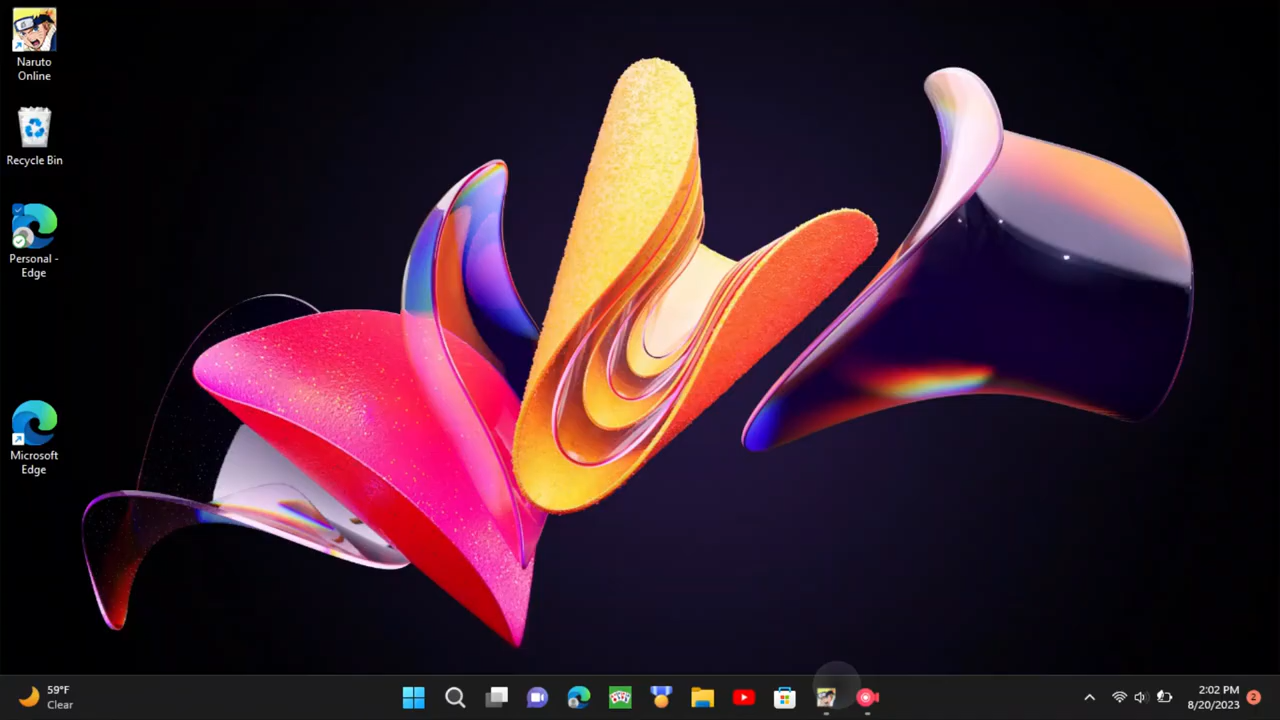 Naruto
Online
Recycle Bin
Personal -
Edge
Microsoft
Edge
59°F
Clear
2:02 PM
8/20/2023
2